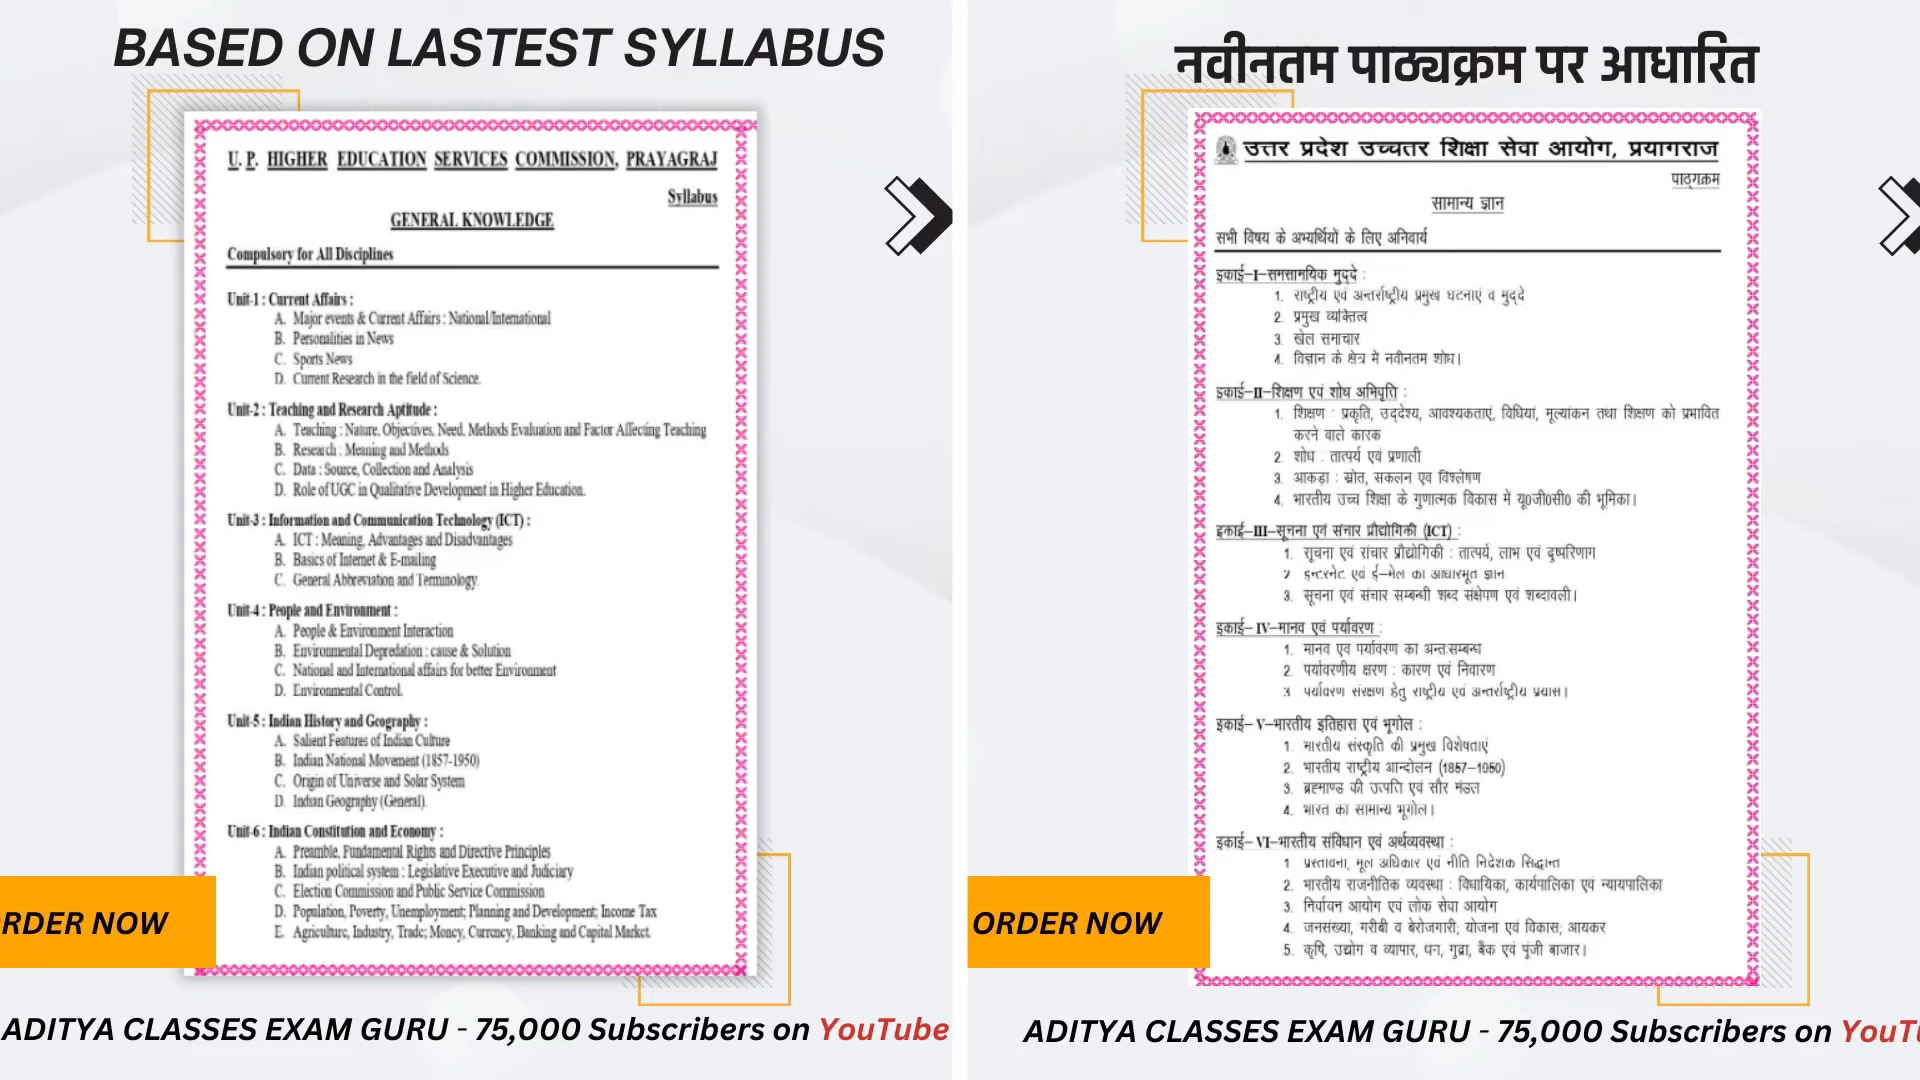 BASED ON LASTEST SYLLABUS
U. P. HIGHER EDUCATION SERVICES COMMISSION, PRAYAGRAJ
Syllabus
GENERAL KNOWLEDGE
Compulsory for All Disciplines
Unit-1 : Current Affairs :
A. Major events & Current Affairs : National/International
B. Personalities in News
C. Sports News
D. Current Research in the field of Science.
Unit-2 : Teaching and Research Aptitude :
A. Teaching : Nature, Objectives, Need, Methods Evaluation and Factor Affecting Teaching
B. Research : Meaning and Methods
C. Data : Source, Collection and Analysis
D. Role of UGC in Qualitative Development in Higher Education.
Unit-3 : Information and Communication Technology (ICT) :
A. ICT : Meaning, Advantages and Disadvantages
B. Basics of Internet & E-mailing
C. General Abbreviation and Terminology.
Unit-4 : People and Environment :
A. People & Environment Interaction
B. Environmental Depredation : cause & Solution
C. National and International affairs for better Environment
D. Environmental Control.
Unit-5 : Indian History and Geography :
A. Salient Features of Indian Culture
B. Indian National Movement (1857-1950)
C. Origin of Universe and Solar System
D. Indian Geography (General).
Unit-6 : Indian Constitution and Economy :
A. Preamble, Fundamental Rights and Directive Principles
B. Indian political system : Legislative Executive and Judiciary
C. Election Commission and Public Service Commission
D. Population, Poverty, Unemployment; Planning and Development; Income Tax
E. Agriculture, Industry, Trade; Money, Currency, Banking and Capital Market.
RDER NOW
ADITYA CLASSES EXAM GURU - 75,000 Subscribers on YouTube
नवीनतम पाठ्यक्रम पर आधारित
उत्तर प्रदेश उच्चतर शिक्षा सेवा आयोग, प्रयागराज
पाठ्यक्रम
सामान्य ज्ञान
सभी विषय के अभ्यर्थियों के लिए अनिवार्य
इकाई–I–समसामयिक मुद्दे :
1. राष्ट्रीय एवं अन्तर्राष्ट्रीय प्रमुख घटनाएं व मुद्दे
2. प्रमुख व्यक्तित्व
3. खेल समाचार
4. विज्ञान के क्षेत्र में नवीनतम शोध।
इकाई–II–शिक्षण एवं शोध अभिवृति :
1. शिक्षण : प्रकृति, उद्देश्य, आवश्यकताएं, विधियां, मूल्यांकन तथा शिक्षण को प्रभावित
करने वाले कारक
2. शोध : तात्पर्य एवं प्रणाली
3. आकड़ा : स्रोत, सकलन एव विश्लेषण
4. भारतीय उच्च शिक्षा के गुणात्मक विकास में यू0जी0सी0 की भूमिका।
इकाई–III–सूचना एवं संचार प्रौद्योगिकी (ICT) :
1. सूचना एवं संचार प्रौद्योगिकी : तात्पर्य, लाभ एवं दुष्परिणाम
2 इन्टरनेट एवं ई–मेल का आधारभूत ज्ञान
3. सूचना एवं संचार सम्बन्धी शब्द संक्षेपण एवं शब्दावली।
इकाई– IV–मानव एवं पर्यावरण :
1. मानव एव पर्यावरण का अन्तःसम्बन्ध
2. पर्यावरणीय क्षरण : कारण एवं निवारण
3 पर्यावरण संरक्षण हेतु राष्ट्रीय एवं अन्तर्राष्ट्रीय प्रयास।
इकाई– V–भारतीय इतिहास एवं भूगोल :
1. भारतीय संस्कृति की प्रमुख विशेषताएं
2. भारतीय राष्ट्रीय आन्दोलन (1857–1950)
3. ब्रह्माण्ड की उत्पति एवं सौर मंडल
4. भारत का सामान्य भूगोल।
इकाई– VI–भारतीय संविधान एवं अर्थव्यवस्था :
1 प्रस्तावना, मूल अधिकार एवं नीति निदेशक सिद्धान्त
2. भारतीय राजनीतिक व्यवस्था : विधायिका, कार्यपालिका एवं न्यायपालिका
3. निर्वाचन आयोग एवं लोक सेवा आयोग
4. जनसंख्या, गरीबी व बेरोजगारी; योजना एवं विकास; आयकर
5. कृषि, उद्योग व व्यापार, धन, मुद्रा, बैंक एवं पूंजी बाजार।
ORDER NOW
ADITYA CLASSES EXAM GURU - 75,000 Subscribers on YouTu